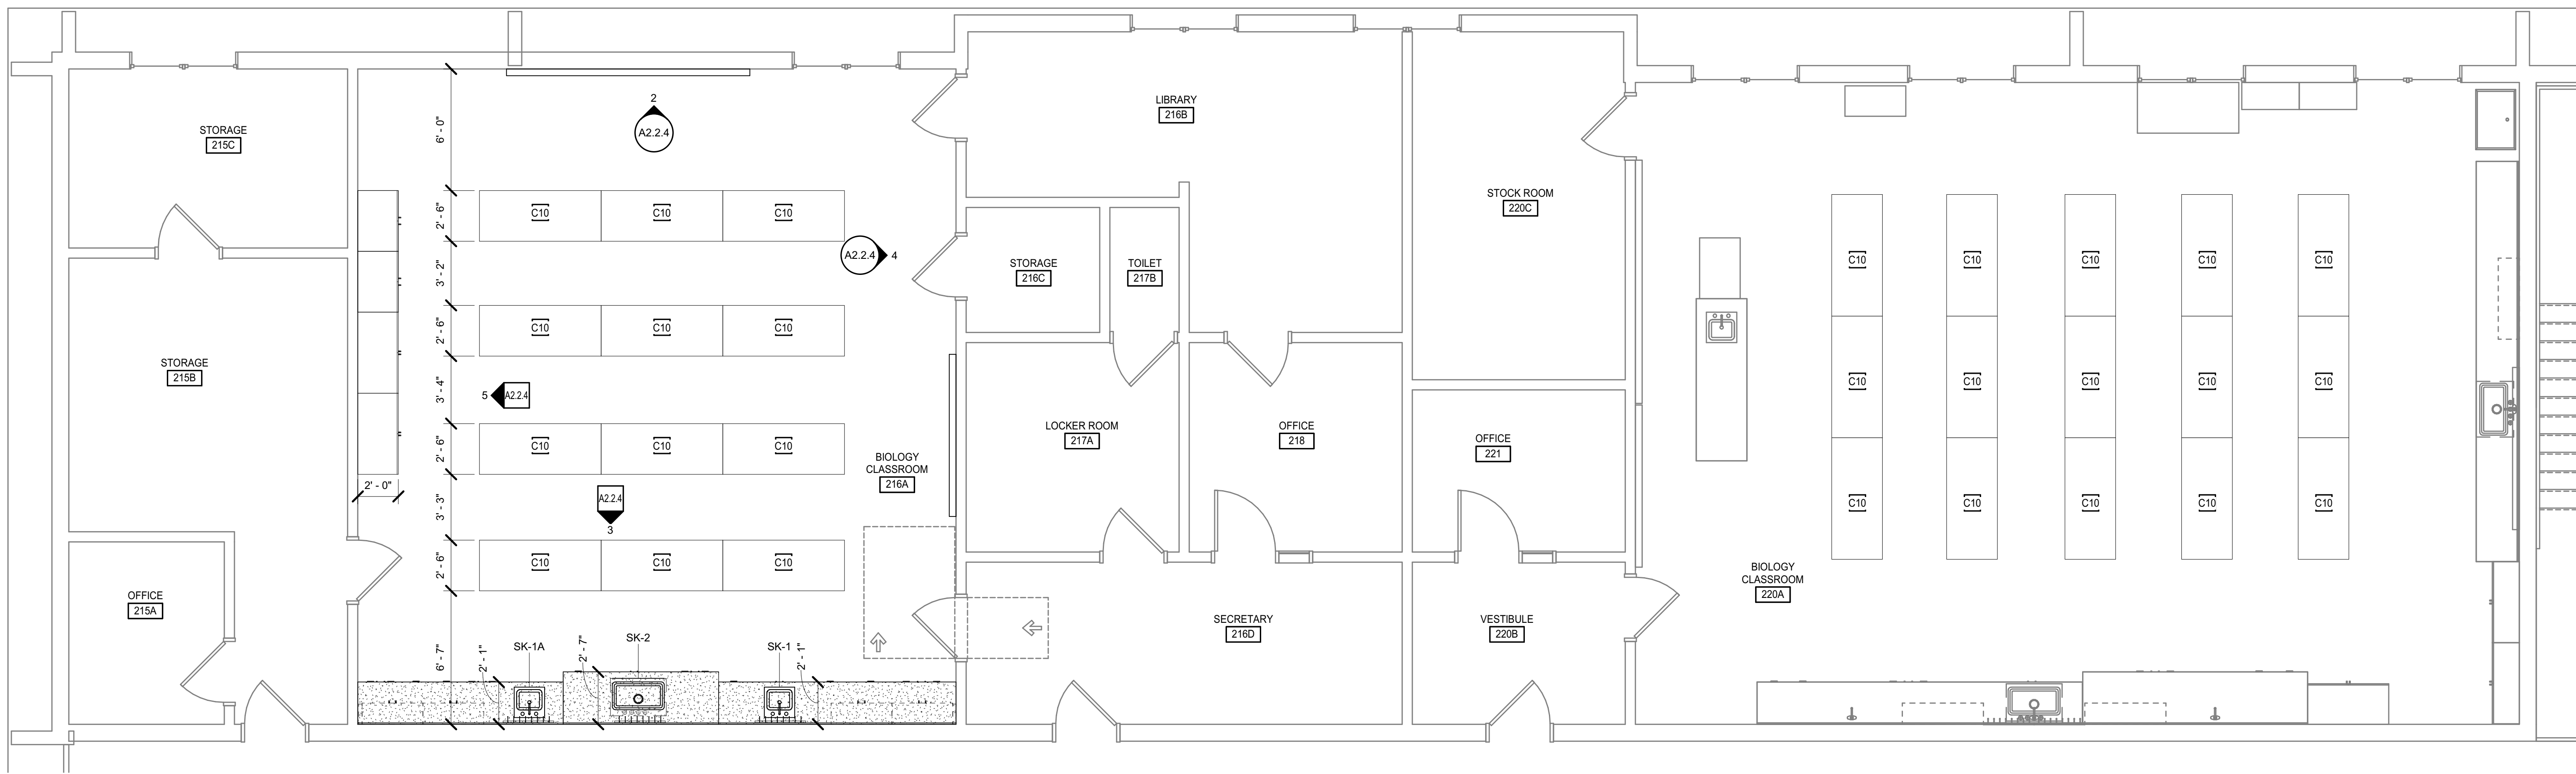 STORAGE
215C
2
A2.2.4
6' - 0"
LIBRARY
216B
STOCK ROOM
220C
2' - 6"
C10
C10
C10
A2.2.4
4
3' - 2"
STORAGE
216C
TOILET
217B
C10
C10
C10
C10
C10
2' - 6"
C10
C10
C10
STORAGE
215B
3' - 4"
5
A2.2.4
C10
C10
C10
C10
C10
2' - 6"
C10
C10
C10
BIOLOGY
CLASSROOM
216A
LOCKER ROOM
217A
OFFICE
218
OFFICE
221
2' - 0"
3' - 3"
A2.2.4
3
C10
C10
C10
C10
C10
2' - 6"
C10
C10
C10
OFFICE
215A
BIOLOGY
CLASSROOM
220A
SECRETARY
216D
VESTIBULE
220B
6' - 7"
2' - 1"
SK-1A
2' - 7"
SK-2
SK-1
2' - 1"